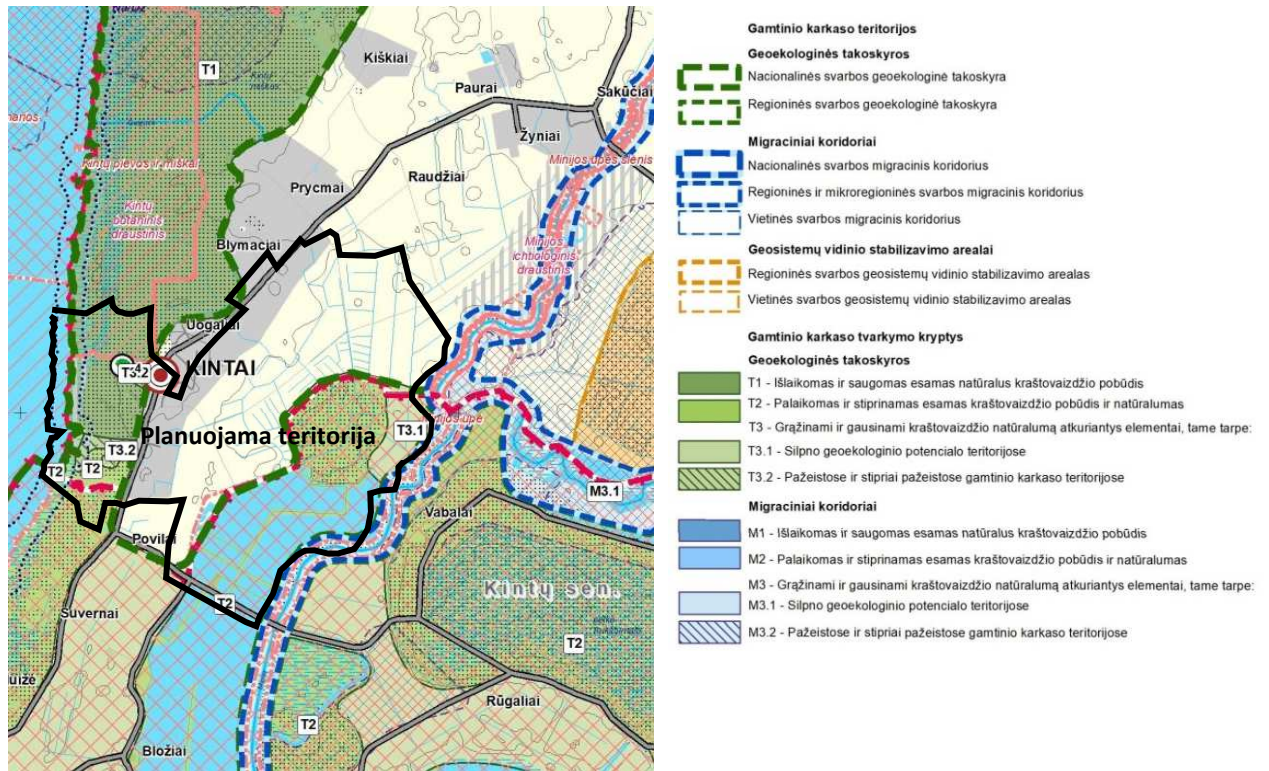 T1
Kiškiai
Paurai
Sakūčiai
Žyniai
Minijos upės slėnis
Kintų pievos ir miškai
Prycmai
Raudžiai
Kintų
botaninis
draustinis
Blymačiai
Minijos
ichtiologinis
draustinis
Uogaliai
KINTAI
Planuojama teritorija
T3.1
T3.2
T2
T2
M3.1
Vabalai
Povilai
Kintų sen.
Suvernai
T2
T2
Rūgaliai
T2
Bložiai
Gamtinio karkaso teritorijos
Geoekologinės takoskyros
Nacionalinės svarbos geoekologinė takoskyra
Regioninės svarbos geoekologinė takoskyra
Migraciniai koridoriai
Nacionalinės svarbos migracinis koridorius
Regioninės ir mikroregioninės svarbos migracinis koridorius
Vietinės svarbos migracinis koridorius
Geosistemų vidinio stabilizavimo arealai
Regioninės svarbos geosistemų vidinio stabilizavimo arealas
Vietinės svarbos geosistemų vidinio stabilizavimo arealas
Gamtinio karkaso tvarkymo kryptys
Geoekologinės takoskyros
T1 - Išlaikomas ir saugomas esamas natūralus kraštovaizdžio pobūdis
T2 - Palaikomas ir stiprinamas esamas kraštovaizdžio pobūdis ir natūralumas
T3 - Grąžinami ir gausinami kraštovaizdžio natūralumą atkuriantys elementai, tame tarpe:
T3.1 - Silpno geoekologinio potencialo teritorijose
T3.2 - Pažeistose ir stipriai pažeistose gamtinio karkaso teritorijose
Migraciniai koridoriai
M1 - Išlaikomas ir saugomas esamas natūralus kraštovaizdžio pobūdis
M2 - Palaikomas ir stiprinamas esamas kraštovaizdžio pobūdis ir natūralumas
M3 - Grąžinami ir gausinami kraštovaizdžio natūralumą atkuriantys elementai, tame tarpe:
M3.1 - Silpno geoekologinio potencialo teritorijose
M3.2 - Pažeistose ir stipriai pažeistose gamtinio karkaso teritorijose